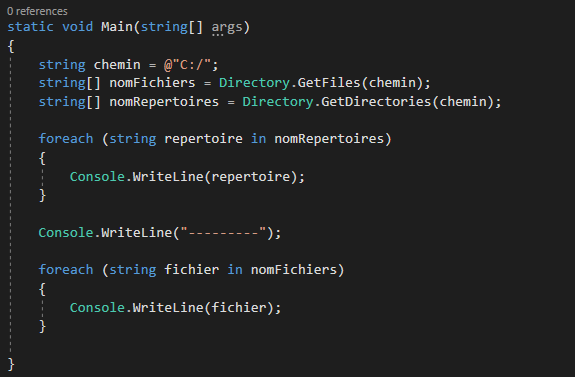 0 references
static void Main(string[] args)
{
string chemin = @"C:/";
string[] nomFichiers = Directory.GetFiles(chemin);
string[] nomRepertoires = Directory.GetDirectories(chemin);
foreach (string repertoire in nomRepertoires)
{
Console.WriteLine(repertoire);
}
Console.WriteLine("---------");
foreach (string fichier in nomFichiers)
{
Console.WriteLine(fichier);
}
}